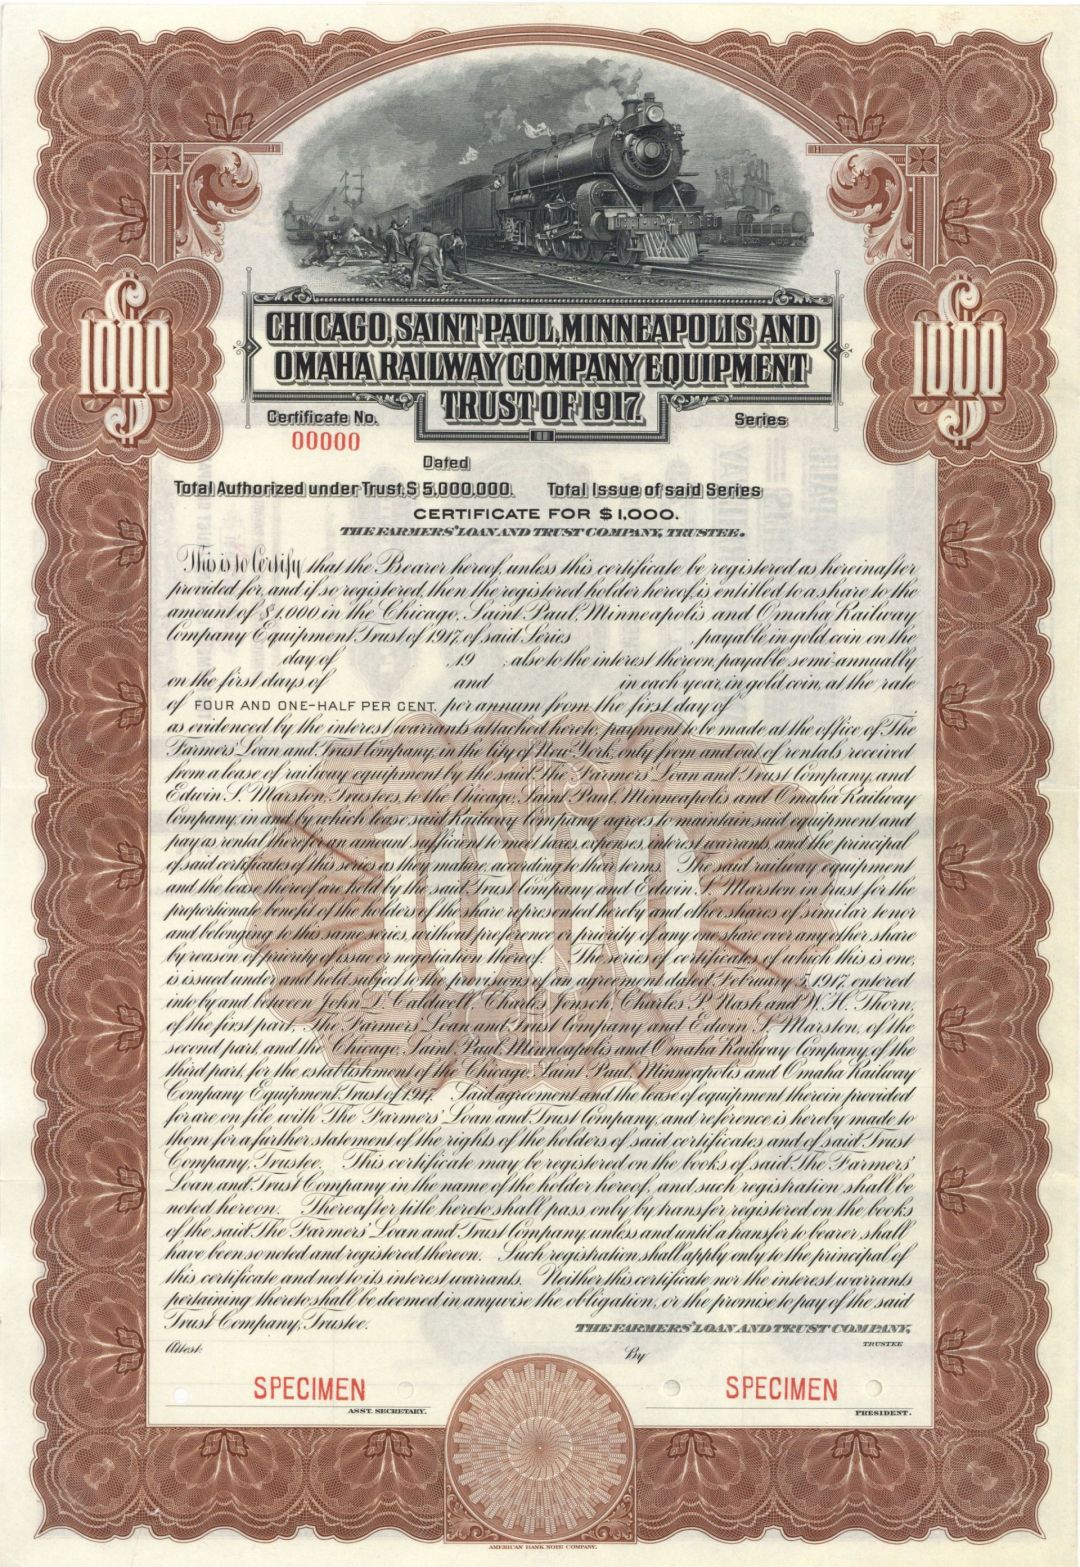 1000
1000
CHICAGO, SAINT PAUL, MINNEAPOLIS AND
OMAHA RAILWAY COMPANY EQUIPMENT
TRUST OF 1917.
Certificate No.
Series
00000
Dated
Total Authorized under Trust, $5,000,000. Total Issue of said Series
CERTIFICATE FOR $1,000.
THE FARMERS' LOAN AND TRUST COMPANY, TRUSTEE.
This is to Certify that the Bearer hereof, unless this certificate be registered as hereinafter
provided for, and if so registered, then the registered holder hereof, is entitled to a share to the
amount of $1,000 in the Chicago, Saint Paul, Minneapolis and Omaha Railway
Company Equipment Trust of 1917, of said Series , payable in gold coin on the
day of , 19 ; also to the interest thereon, payable semi-annually
on the first days of and in each year, in gold coin, at the rate
of FOUR AND ONE-HALF PER CENT. per annum from the first day of ,
as evidenced by the interest warrants attached hereto, payment to be made at the office of The
Farmers' Loan and Trust Company, in the City of New York, only from and out of rentals received
from a lease of railway equipment by the said The Farmers' Loan and Trust Company, and
Edwin S. Marston, Trustees, to the Chicago, Saint Paul, Minneapolis and Omaha Railway
Company, in and by which lease, said Railway Company agrees to maintain said equipment and
pay as rental therefor an amount sufficient to meet taxes, expenses, interest warrants, and the principal
of said certificates of this series as they mature, according to their terms. The said railway equipment
and the lease thereof are held by the said Trust Company and Edwin S. Marston in trust for the
proportionate benefit of the holders of the share represented hereby and other shares of similar tenor
and belonging to this same series, without preference or priority of any one share over any other share
by reason of priority of issue or negotiation thereof. The series of certificates of which this is one,
is issued under and held subject to the provisions of an agreement dated February 5, 1917, entered
into by and between John Caldwell, Charles Jensch, Charles P. Nash and W. H. Thorn,
of the first part, The Farmers' Loan and Trust Company and Edwin S. Marston, of the
second part, and the Chicago, Saint Paul, Minneapolis and Omaha Railway Company, of the
third part, for the establishment of the Chicago, Saint Paul, Minneapolis and Omaha Railway
Company Equipment Trust of 1917. Said agreement and the lease of equipment therein provided
for are on file with The Farmers' Loan and Trust Company, and reference is hereby made to
them for a further statement of the rights of the holders of said certificates and of said Trust
Company, Trustee. This certificate may be registered on the books of said The Farmers'
Loan and Trust Company in the name of the holder hereof, and such registration shall be
noted hereon. Thereafter title hereto shall pass only by transfer registered on the books
of the said The Farmers' Loan and Trust Company, unless and until a transfer to bearer shall
have been so noted and registered thereon. Such registration shall apply only to the principal of
this certificate and not to its interest warrants. Neither this certificate nor the interest warrants
pertaining thereto shall be deemed in anywise the obligation, or the promise to pay of the said
Trust Company, Trustee.
THE FARMERS' LOAN AND TRUST COMPANY,
TRUSTEE
Attest:
By
SPECIMEN
SPECIMEN
ASST. SECRETARY.
PRESIDENT.
AMERICAN BANK NOTE COMPANY.